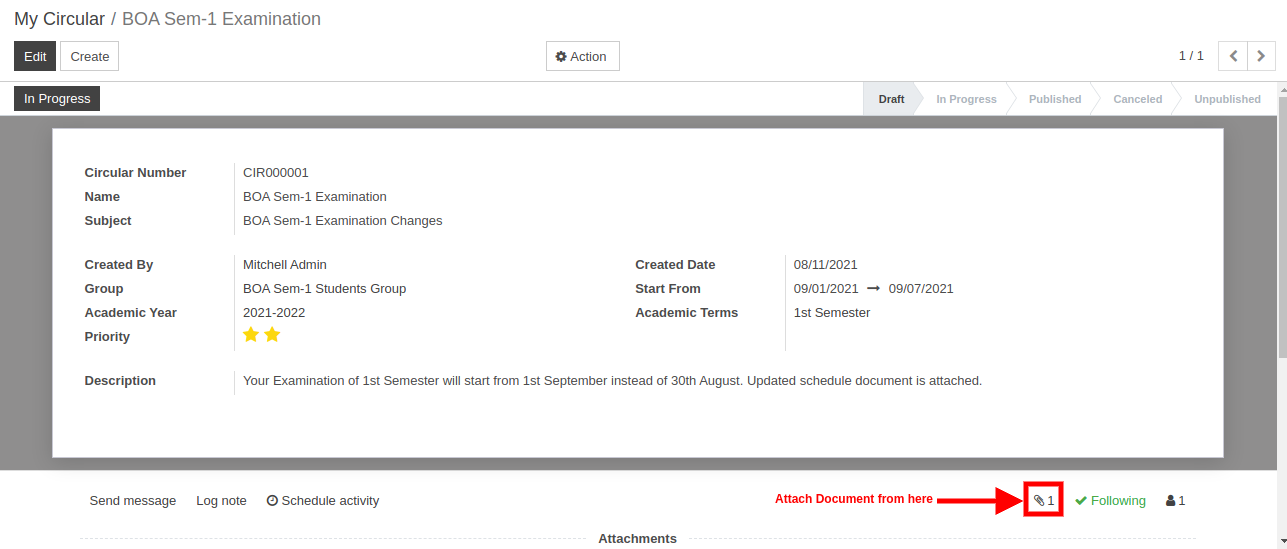 My Circular / BOA Sem-1 Examination
Edit Create Action 1 / 1
In Progress Draft In Progress Published Canceled Unpublished
Circular Number CIR000001
Name BOA Sem-1 Examination
Subject BOA Sem-1 Examination Changes
Created By Mitchell Admin Created Date 08/11/2021
Group BOA Sem-1 Students Group Start From 09/01/2021 → 09/07/2021
Academic Year 2021-2022 Academic Terms 1st Semester
Priority
Description Your Examination of 1st Semester will start from 1st September instead of 30th August. Updated schedule document is attached.
Send message Log note Schedule activity Attach Document from here 1 Following 1
Attachments